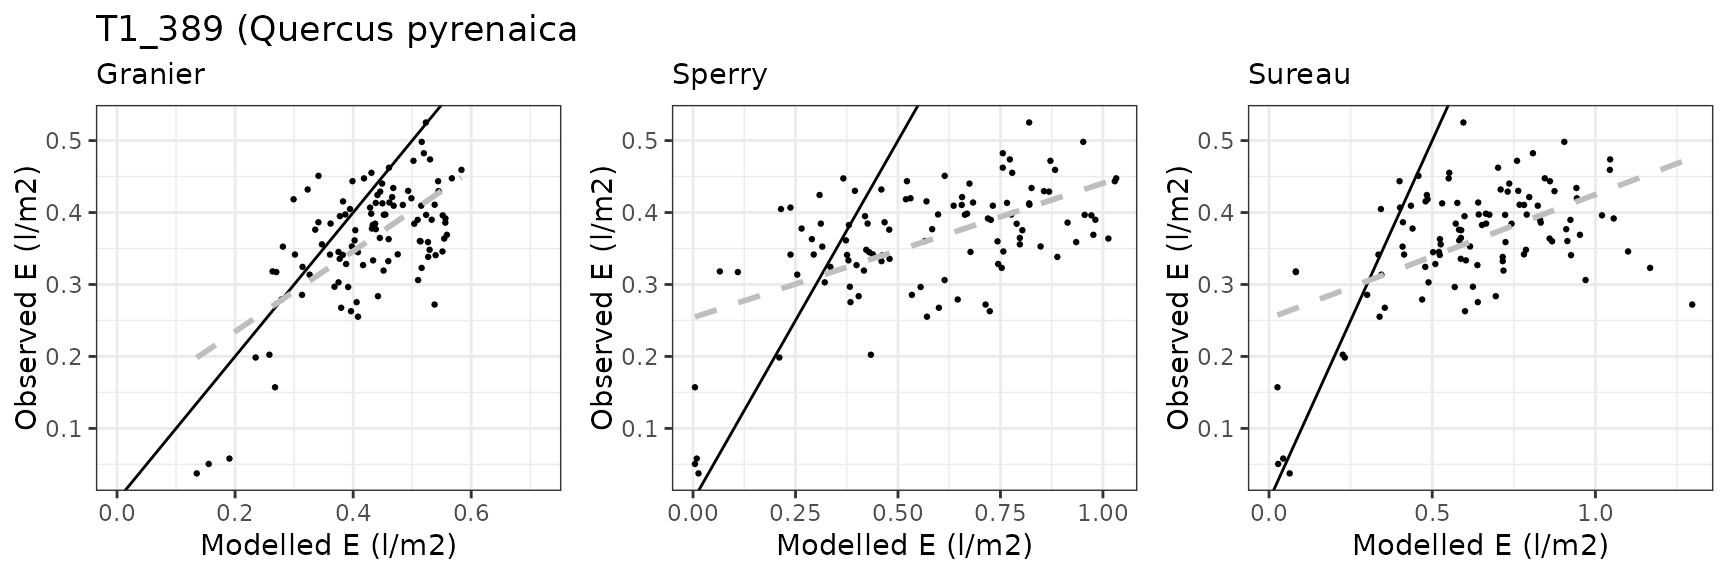 T1_389 (Quercus pyrenaica
Granier
Observed E (l/m2)
0.5
0.4
0.3
0.2
0.1
0.0 0.2 0.4 0.6
Modelled E (l/m2)
Sperry
Observed E (l/m2)
0.5
0.4
0.3
0.2
0.1
0.00 0.25 0.50 0.75 1.00
Modelled E (l/m2)
Sureau
Observed E (l/m2)
0.5
0.4
0.3
0.2
0.1
0.0 0.5 1.0
Modelled E (l/m2)